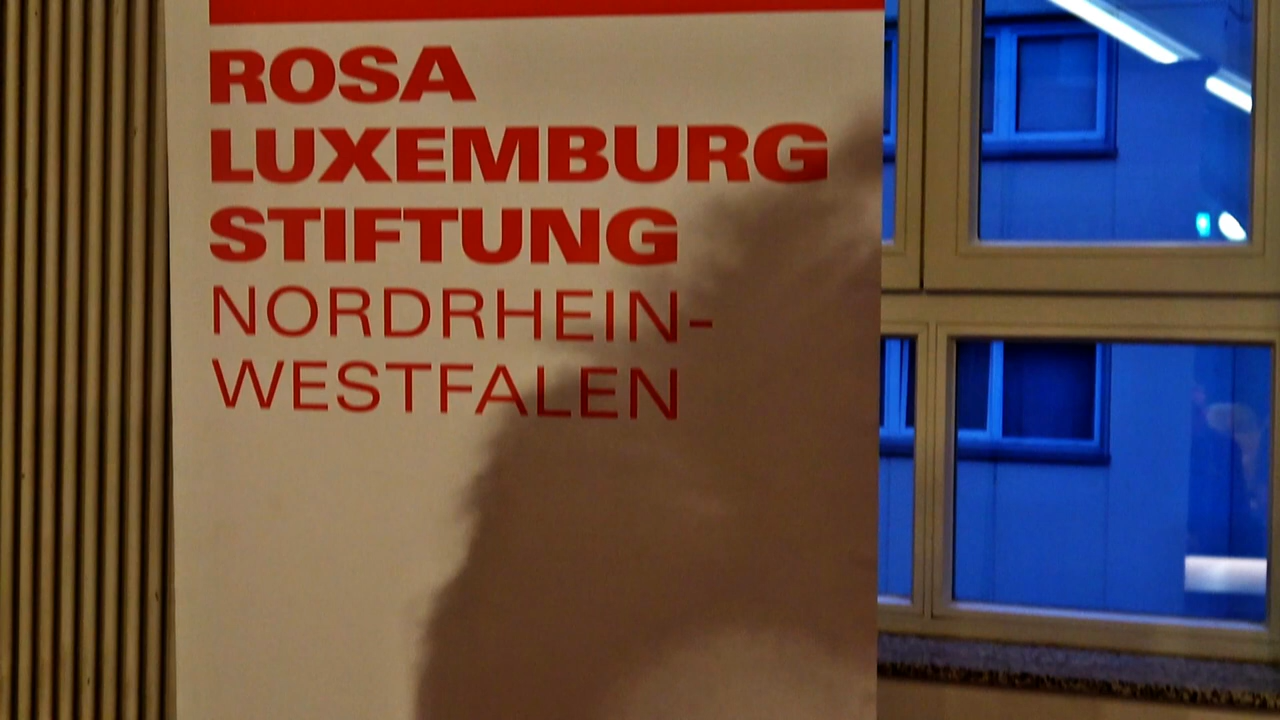 ROSA
LUXEMBURG
STIFTUNG
NORDRHEIN-
WESTFALEN